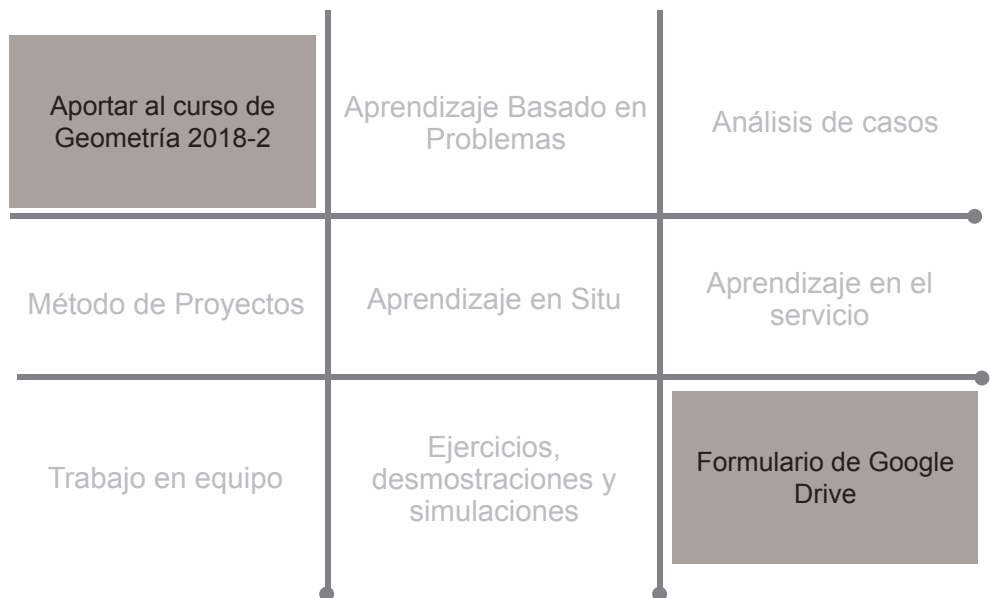 Aportar al curso de
Geometría 2018-2
Aprendizaje Basado en
Problemas
Análisis de casos
Método de Proyectos
Aprendizaje en Situ
Aprendizaje en el
servicio
Trabajo en equipo
Ejercicios,
desmostraciones y
simulaciones
Formulario de Google
Drive